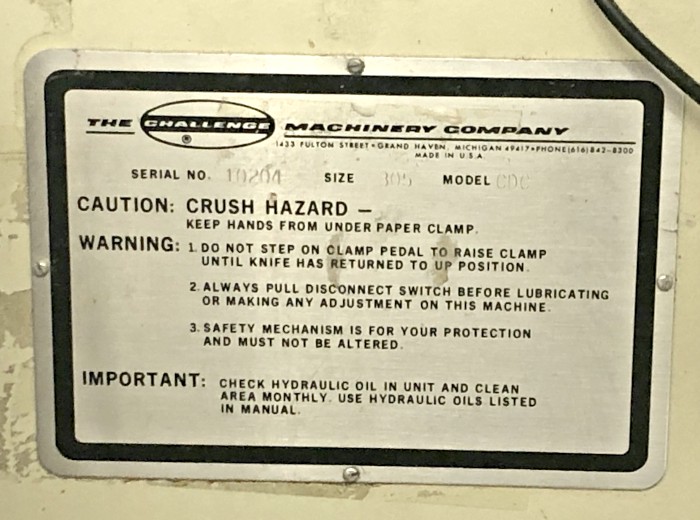 THE CHALLENGE MACHINERY COMPANY
®
1433 FULTON STREET • GRAND HAVEN, MICHIGAN 49417 • PHONE (616) 842-8300
MADE IN U.S.A.
SERIAL NO. 10204 SIZE 305 MODEL
CAUTION: CRUSH HAZARD —
KEEP HANDS FROM UNDER PAPER CLAMP.
WARNING: 1. DO NOT STEP ON CLAMP PEDAL TO RAISE CLAMP
UNTIL KNIFE HAS RETURNED TO UP POSITION.
2. ALWAYS PULL DISCONNECT SWITCH BEFORE LUBRICATING
OR MAKING ANY ADJUSTMENT ON THIS MACHINE.
3. SAFETY MECHANISM IS FOR YOUR PROTECTION
AND MUST NOT BE ALTERED.
IMPORTANT: CHECK HYDRAULIC OIL IN UNIT AND CLEAN
AREA MONTHLY. USE HYDRAULIC OILS LISTED
IN MANUAL.